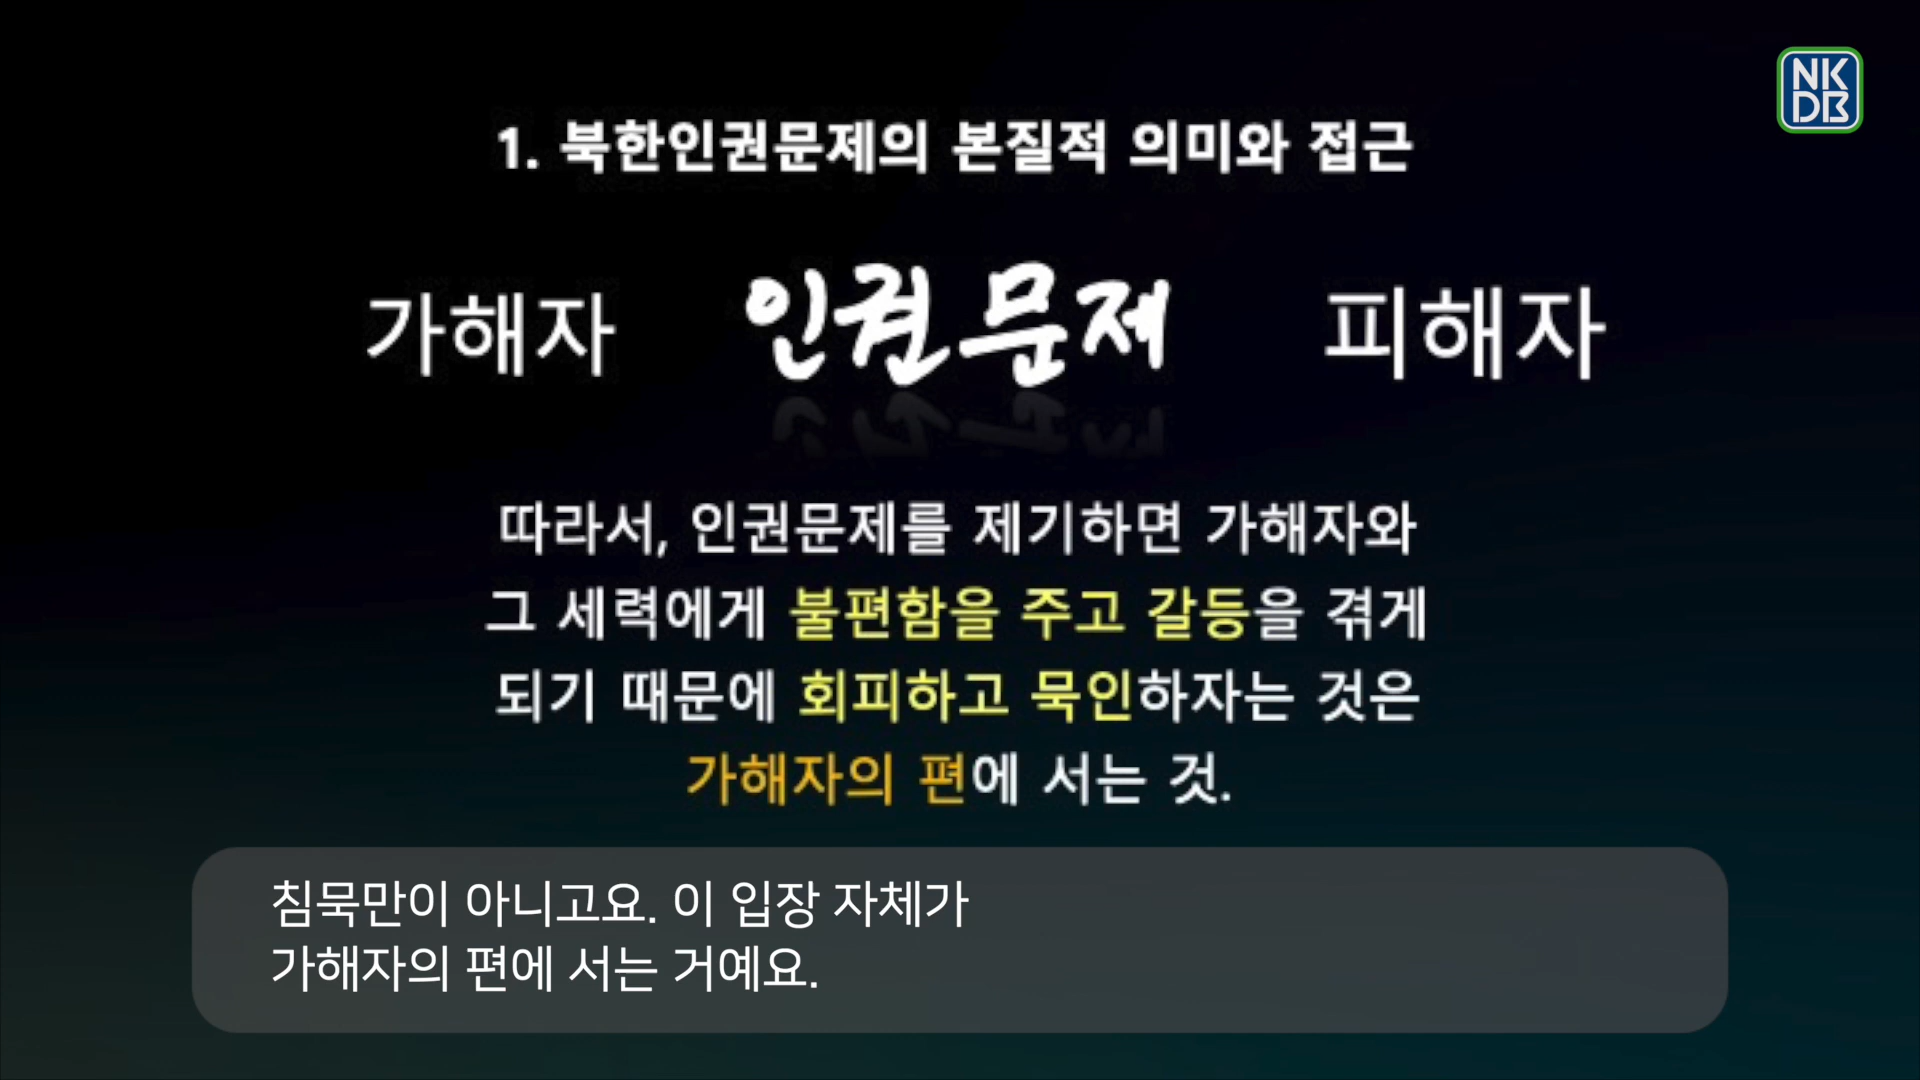 NK
DB
1. 북한인권문제의 본질적 의미와 접근
가해자 인권문제 피해자
따라서, 인권문제를 제기하면 가해자와
그 세력에게 불편함을 주고 갈등을 겪게
되기 때문에 회피하고 묵인하자는 것은
가해자의 편에 서는 것.
침묵만이 아니고요. 이 입장 자체가
가해자의 편에 서는 거예요.